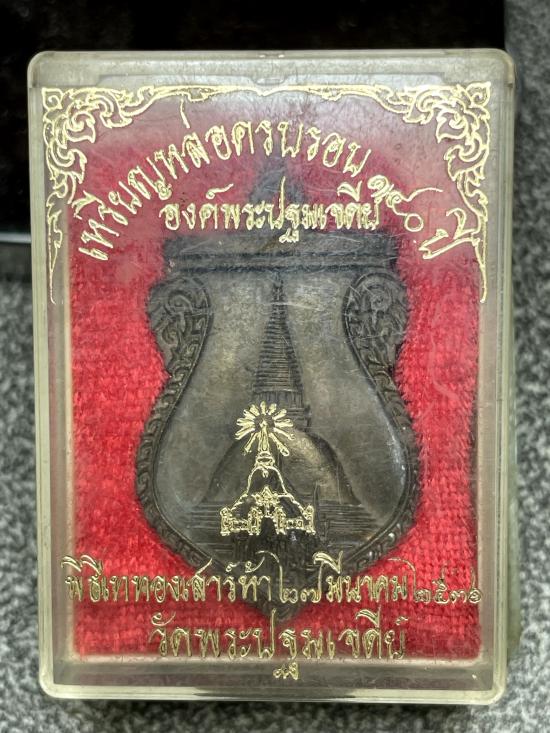 เหรียญหล่อครบรอบ ๑๔๐ ปี
องค์พระปฐมเจดีย์
พิธีเททองเสาร์ห้า ๒๗ มีนาคม ๒๕๓๖
วัดพระปฐมเจดีย์